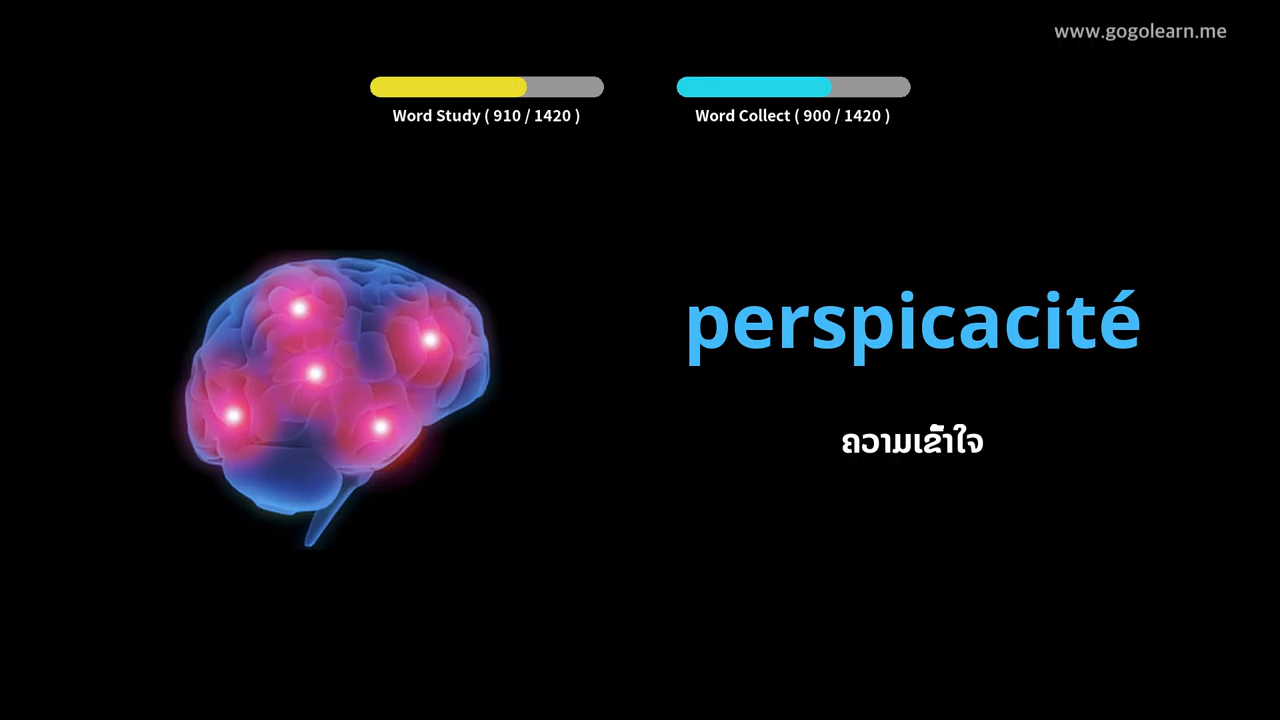 www.gogolearn.me
Word Study ( 910 / 1420 )
Word Collect ( 900 / 1420 )
perspicacité
ຄວາມເຂົ້າໃຈ